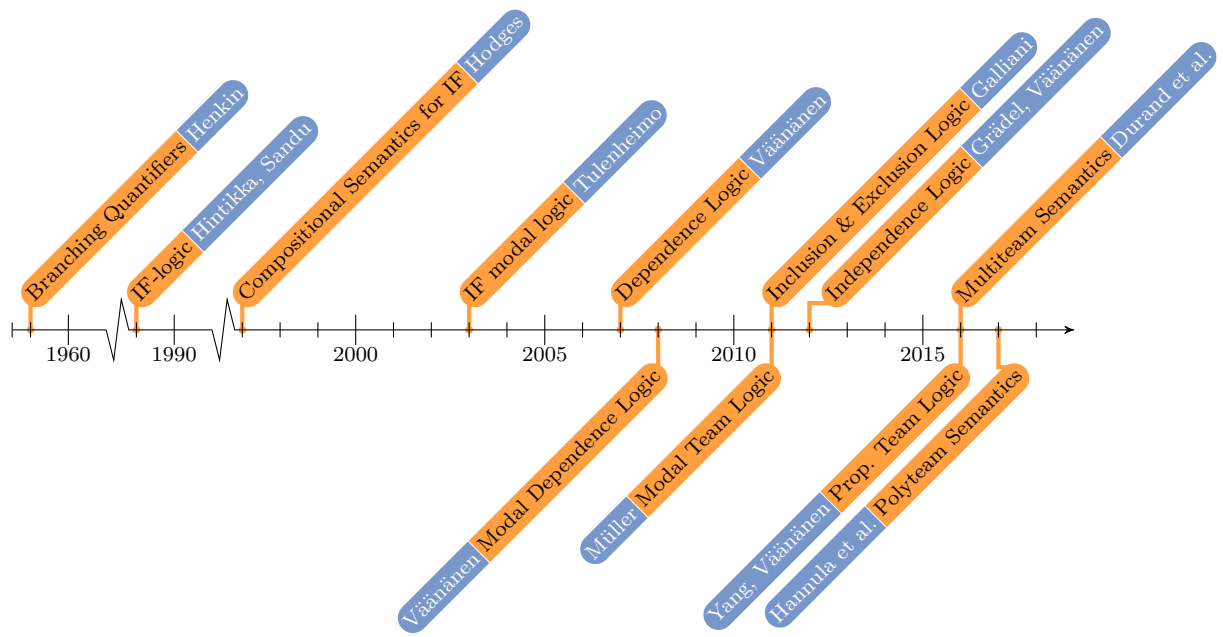 Branching Quantifiers Henkin
IF-logic Hintikka, Sandu
Compositional Semantics for IF Hodges
IF modal logic Tulenheimo
Dependence Logic Väänänen
Inclusion & Exclusion Logic Galliani
Independence Logic Grädel, Väänänen
Multiteam Semantics Durand et al.
1960
1990
2000
2005
2010
2015
Väänänen Modal Dependence Logic
Müller Modal Team Logic
Yang, Väänänen Prop. Team Logic
Hannula et al. Polyteam Semantics